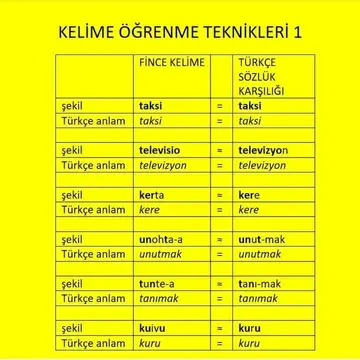 KELİME ÖĞRENME TEKNİKLERİ 1
FİNCE KELİME TÜRKÇE SÖZLÜK KARŞILIĞI
şekil taksi = taksi
Türkçe anlam taksi = taksi
şekil televisio ≈ televizyon
Türkçe anlam televizyon = televizyon
şekil kerta ≈ kere
Türkçe anlam kere = kere
şekil unohta-a ≈ unut-mak
Türkçe anlam unutmak = unutmak
şekil tunte-a ≈ tanı-mak
Türkçe anlam tanımak = tanımak
şekil kuivu ≈ kuru
Türkçe anlam kuru = kuru